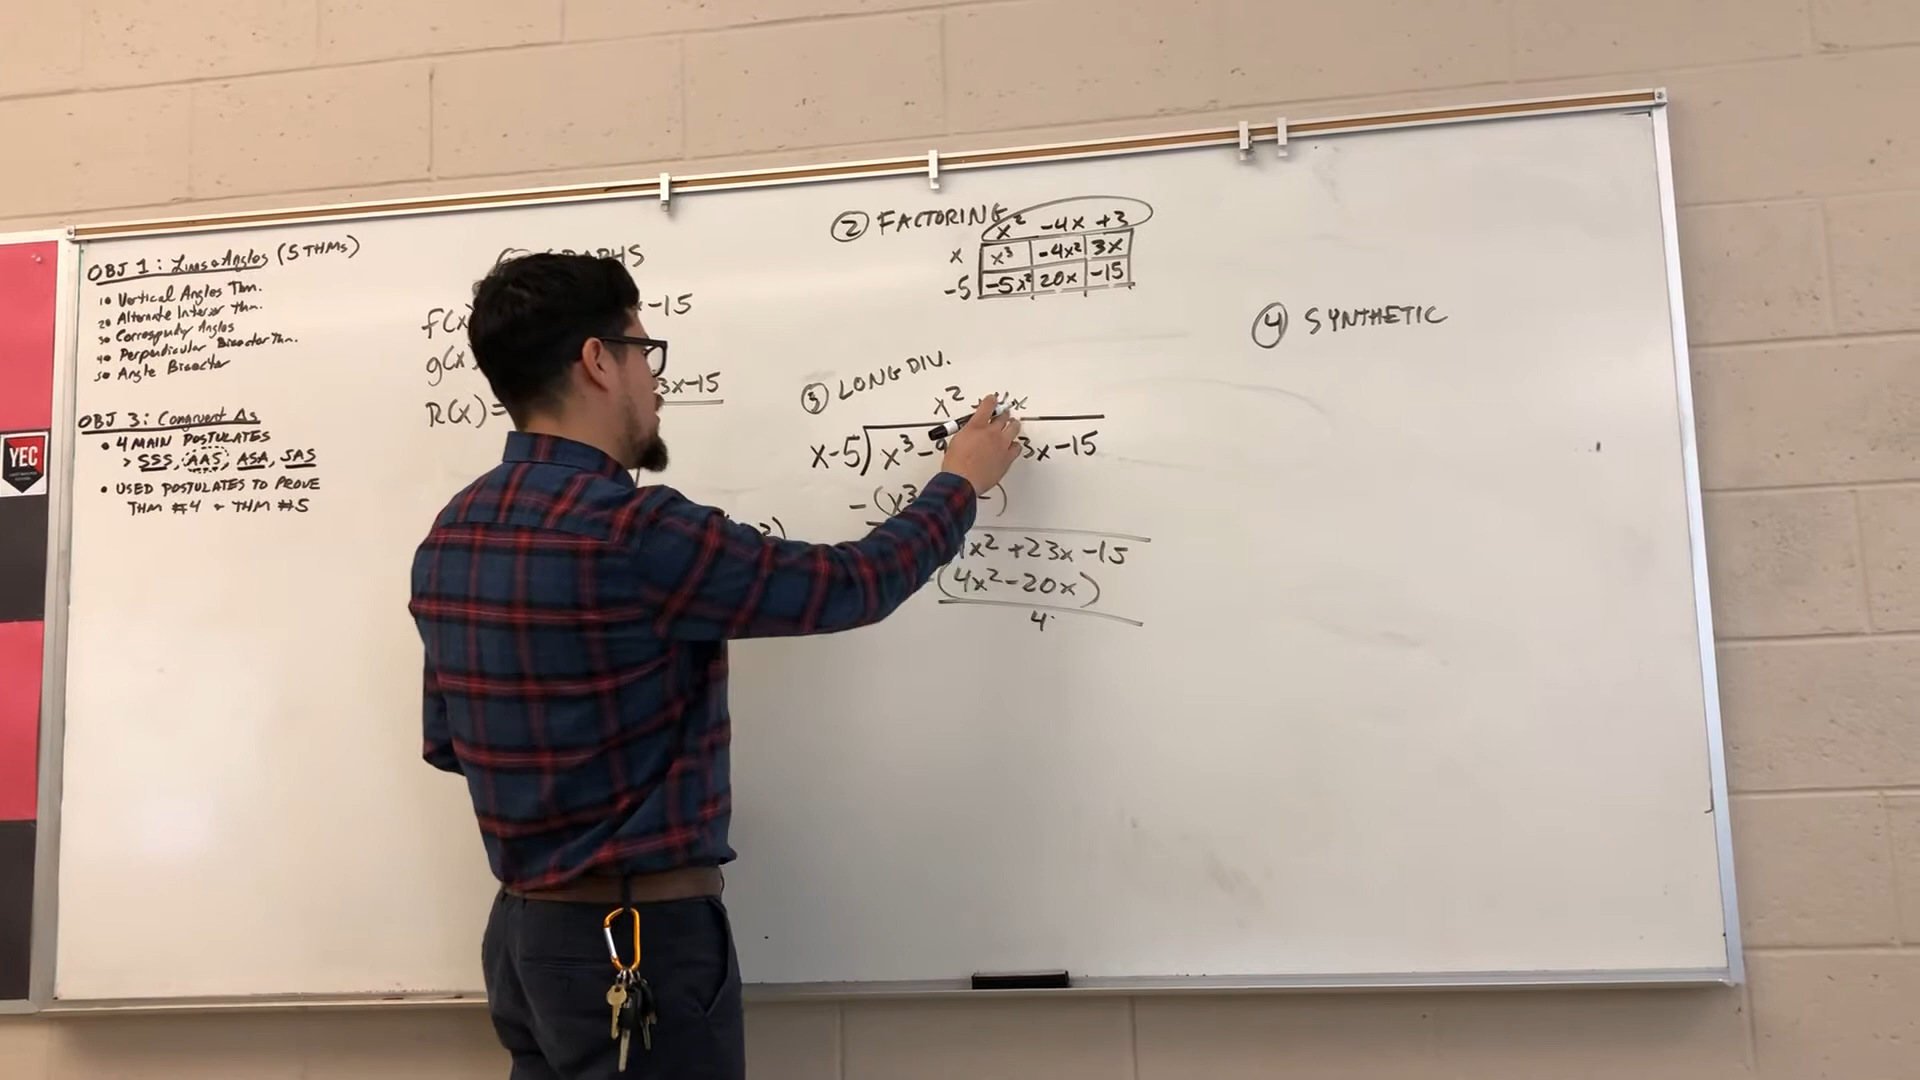 OBJ 1: Lines & Angles (5 THMs)
1. Vertical Angles Thm.
2. Alternate Interior Thm.
3. Corresponding Angles
4. Perpendicular Bisector Thm.
5. Angle Bisector
OBJ 3: Congruent Δs
• 4 MAIN POSTULATES
> SSS, AAS, ASA, SAS
• USED POSTULATES TO PROVE
THM #4 & THM #5
YEC
GRAPHS
f(x) x-15
g(x)
3x-15
R(x)=
② FACTORING
x² -4x +3
x x³ -4x² 3x
-5 -5x² 20x -15
③ LONG DIV.
x² x
x-5 x³-9 3x-15
-(x³ )
4x² +23x -15
(4x²-20x)
4
④ SYNTHETIC